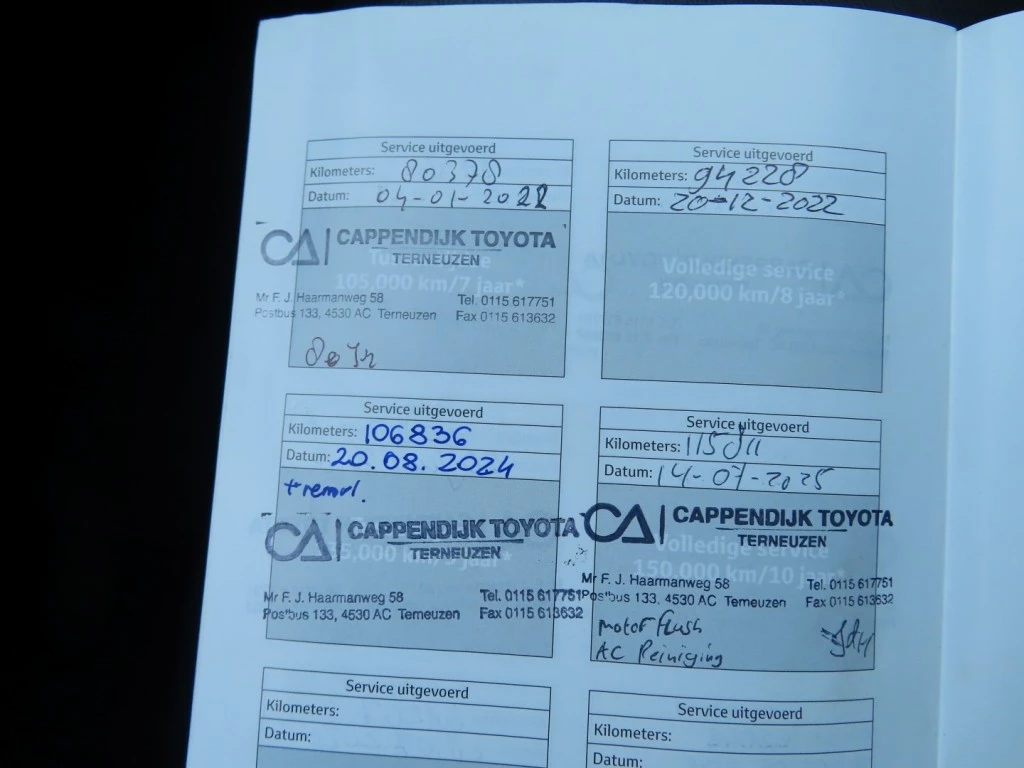 Service uitgevoerd
Kilometers: 80378
Datum: 04-01-2022
CA CAPPENDIJK TOYOTA
TERNEUZEN
105,000 km/7 jaar*
Mr F. J. Haarmanweg 58 Tel. 0115 617751
Postbus 133, 4530 AC Terneuzen Fax 0115 613632
Service uitgevoerd
Kilometers: 94228
Datum: 20-12-2022
Volledige service
120,000 km/8 jaar*
Service uitgevoerd
Kilometers: 106836
Datum: 20.08.2024
+ remvl.
CA CAPPENDIJK TOYOTA
TERNEUZEN
Mr F. J. Haarmanweg 58 Tel. 0115 617751
Postbus 133, 4530 AC Terneuzen Fax 0115 613632
Service uitgevoerd
Kilometers:
Datum: 14-07-2025
CA CAPPENDIJK TOYOTA
TERNEUZEN
Volledige service
150,000 km/10 jaar*
Mr F. J. Haarmanweg 58 Tel. 0115 617751
Postbus 133, 4530 AC Terneuzen Fax 0115 613632
motor flush
AC Reiniging
Service uitgevoerd
Kilometers:
Datum:
Service uitgevoerd
Kilometers:
Datum: